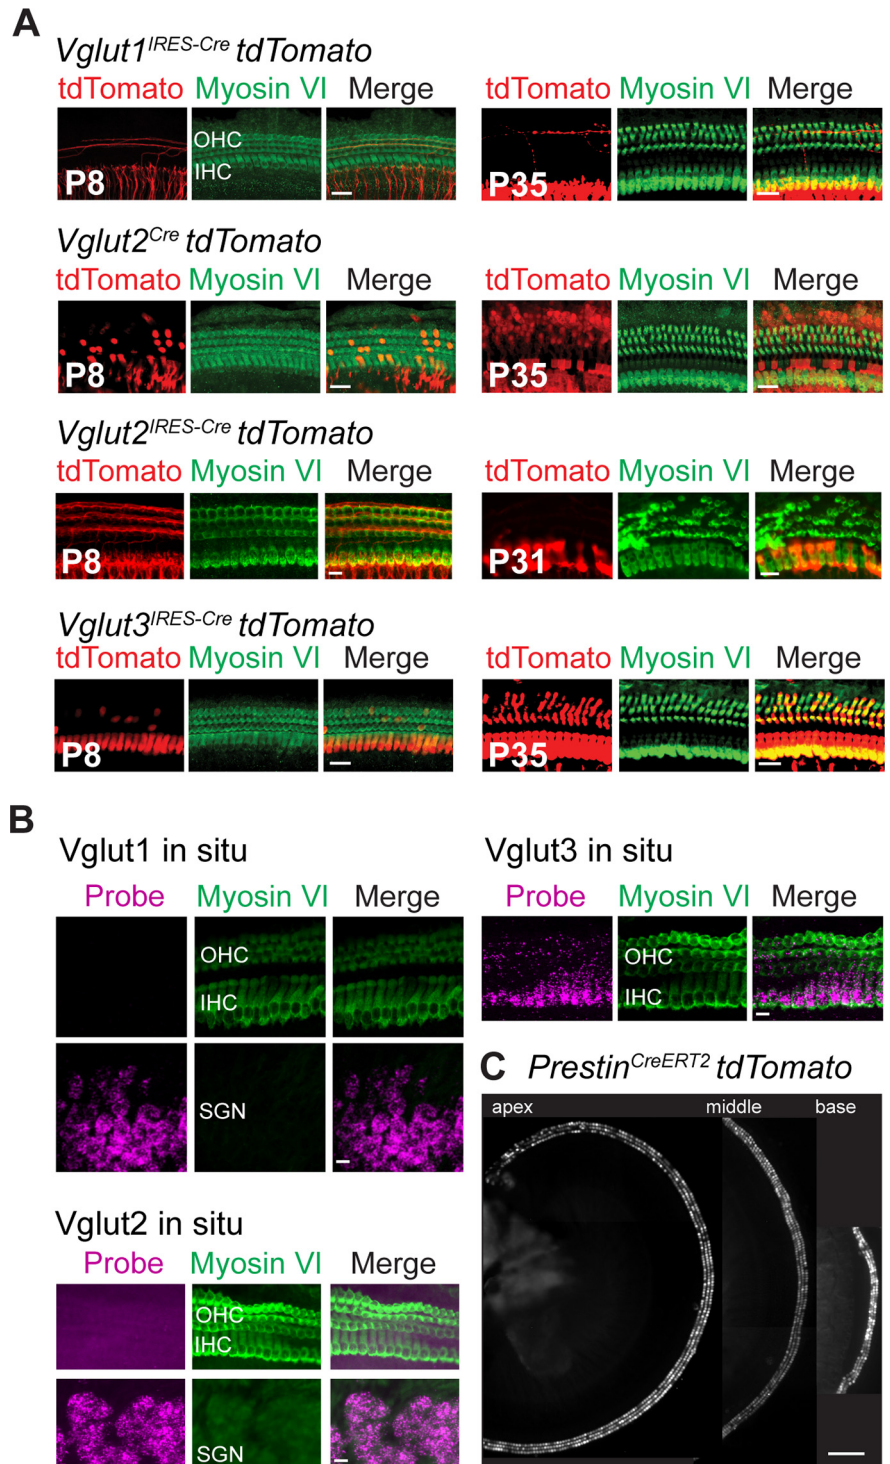 A
Vglut1IRES-Cre tdTomato
tdTomato Myosin VI Merge
tdTomato Myosin VI Merge
OHC
IHC
P8
P35
Vglut2Cre tdTomato
tdTomato Myosin VI Merge
tdTomato Myosin VI Merge
P8
P35
Vglut2IRES-Cre tdTomato
tdTomato Myosin VI Merge
tdTomato Myosin VI Merge
P8
P31
Vglut3IRES-Cre tdTomato
tdTomato Myosin VI Merge
tdTomato Myosin VI Merge
P8
P35
B
Vglut1 in situ
Probe Myosin VI Merge
OHC
IHC
SGN
Vglut3 in situ
Probe Myosin VI Merge
OHC
IHC
Vglut2 in situ
Probe Myosin VI Merge
OHC
IHC
SGN
C PrestinCreERT2 tdTomato
apex middle base